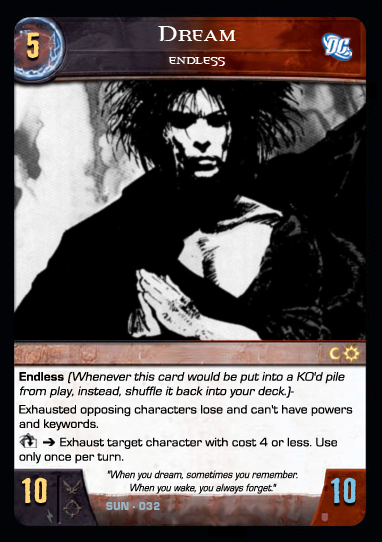 5
DREAM
DC
ENDLESS
Endless (Whenever this card would be put into a KO'd pile
from play, instead, shuffle it back into your deck.)-
Exhausted opposing characters lose and can't have powers
and keywords.
➔ Exhaust target character with cost 4 or less. Use
only once per turn.
"When you dream, sometimes you remember.
When you wake, you always forget."
10
10
SUN - 032